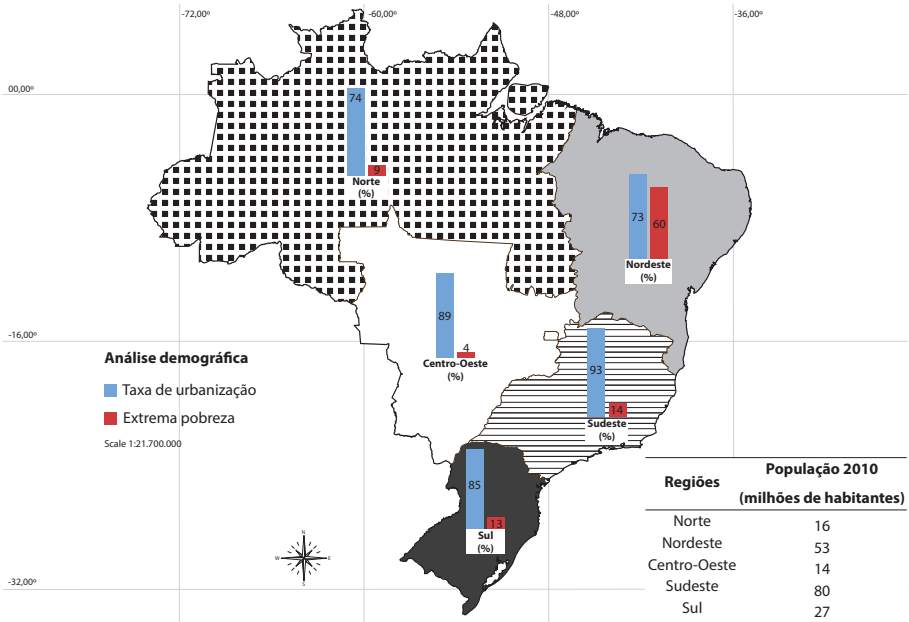 -72,00º -60,00º -48,00º -36,00º
00,00º
74
9
Norte
(%)
73
60
Nordeste
(%)
-16,00º
89
4
Centro-Oeste
(%)
Análise demográfica
Taxa de urbanização
Extrema pobreza
Scale 1:21.700.000
93
14
Sudeste
(%)
85
13
Sul
(%)
N
W E
S
-32,00º
Regiões População 2010
(milhões de habitantes)
Norte 16
Nordeste 53
Centro-Oeste 14
Sudeste 80
Sul 27